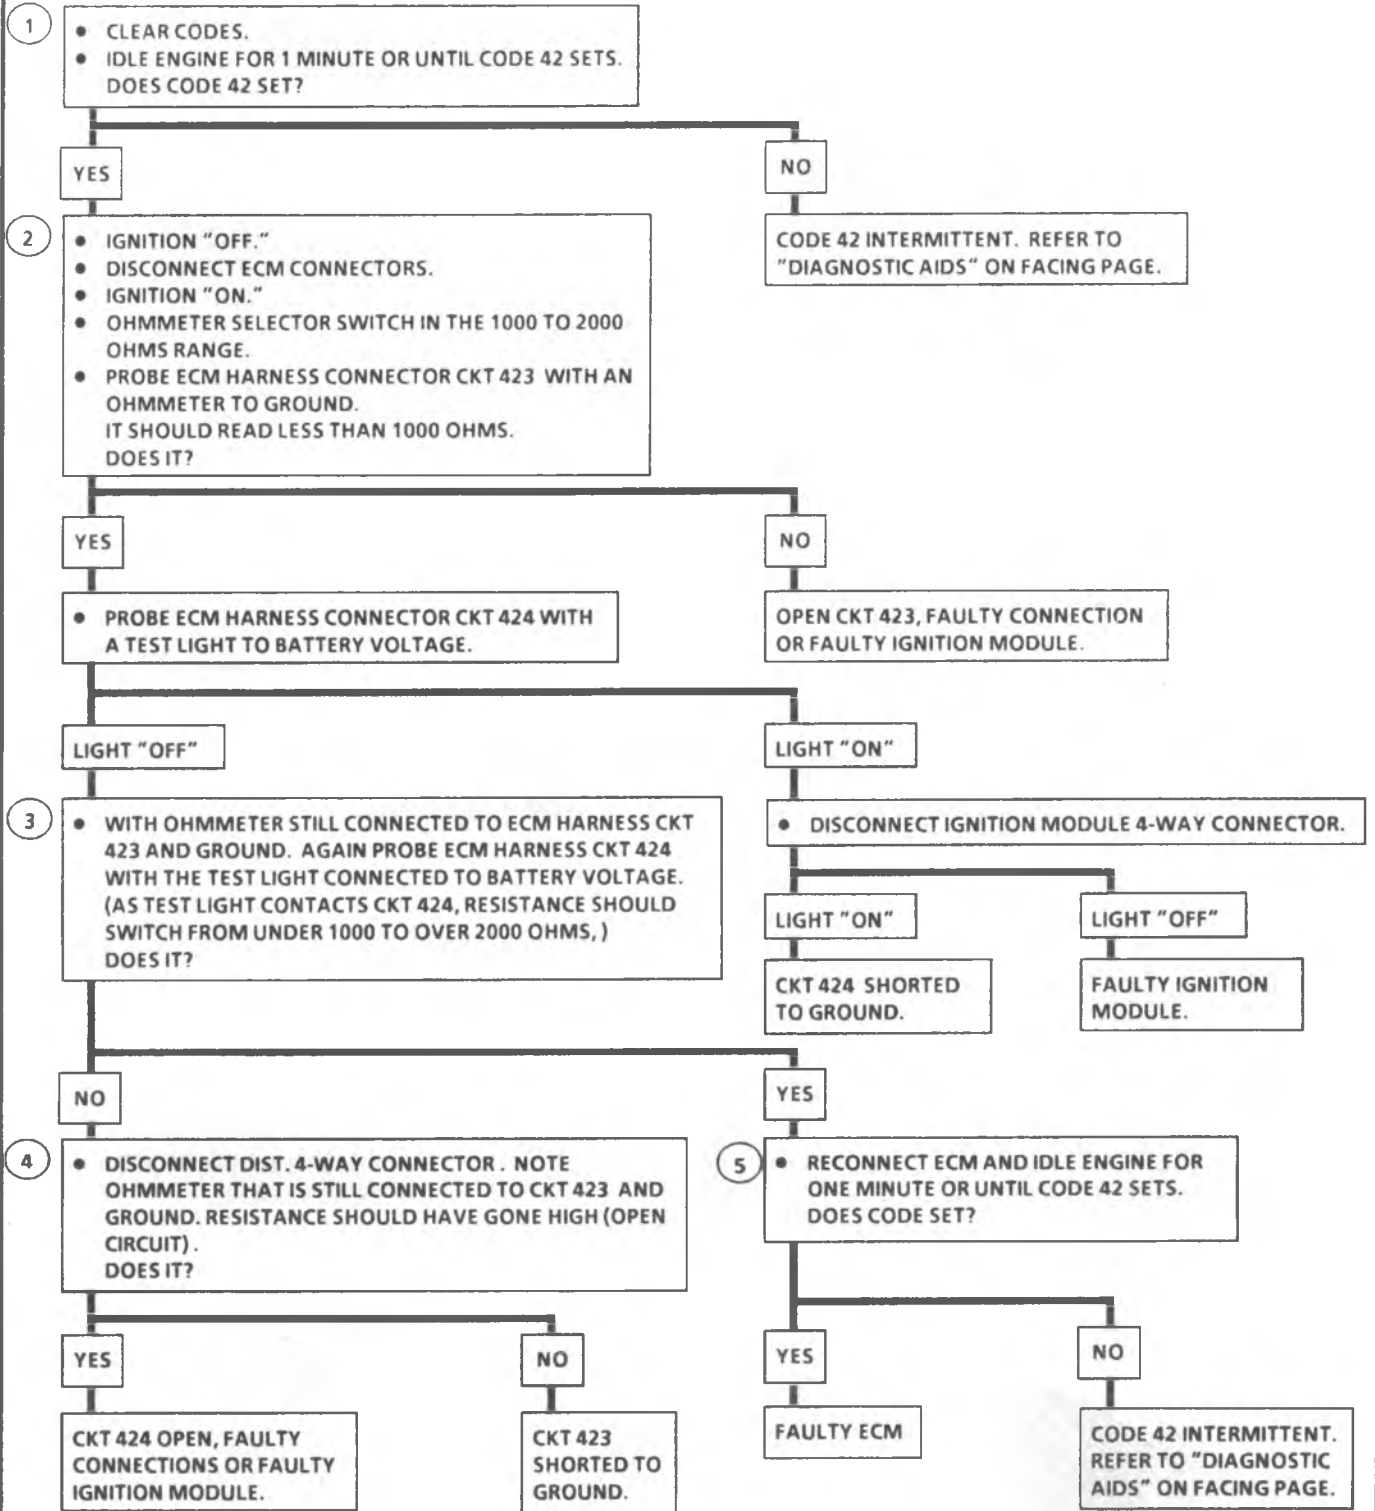 1
• CLEAR CODES.
• IDLE ENGINE FOR 1 MINUTE OR UNTIL CODE 42 SETS.
DOES CODE 42 SET?
YES
NO
2
• IGNITION "OFF."
• DISCONNECT ECM CONNECTORS.
• IGNITION "ON."
• OHMMETER SELECTOR SWITCH IN THE 1000 TO 2000
OHMS RANGE.
• PROBE ECM HARNESS CONNECTOR CKT 423 WITH AN
OHMMETER TO GROUND.
IT SHOULD READ LESS THAN 1000 OHMS.
DOES IT?
CODE 42 INTERMITTENT. REFER TO
"DIAGNOSTIC AIDS" ON FACING PAGE.
YES
NO
• PROBE ECM HARNESS CONNECTOR CKT 424 WITH
A TEST LIGHT TO BATTERY VOLTAGE.
OPEN CKT 423, FAULTY CONNECTION
OR FAULTY IGNITION MODULE.
LIGHT "OFF"
LIGHT "ON"
3
• WITH OHMMETER STILL CONNECTED TO ECM HARNESS CKT
423 AND GROUND. AGAIN PROBE ECM HARNESS CKT 424
WITH THE TEST LIGHT CONNECTED TO BATTERY VOLTAGE.
(AS TEST LIGHT CONTACTS CKT 424, RESISTANCE SHOULD
SWITCH FROM UNDER 1000 TO OVER 2000 OHMS,)
DOES IT?
• DISCONNECT IGNITION MODULE 4-WAY CONNECTOR.
LIGHT "ON"
LIGHT "OFF"
CKT 424 SHORTED
TO GROUND.
FAULTY IGNITION
MODULE.
NO
YES
4
• DISCONNECT DIST. 4-WAY CONNECTOR. NOTE
OHMMETER THAT IS STILL CONNECTED TO CKT 423 AND
GROUND. RESISTANCE SHOULD HAVE GONE HIGH (OPEN
CIRCUIT).
DOES IT?
5
• RECONNECT ECM AND IDLE ENGINE FOR
ONE MINUTE OR UNTIL CODE 42 SETS.
DOES CODE SET?
YES
NO
YES
NO
CKT 424 OPEN, FAULTY
CONNECTIONS OR FAULTY
IGNITION MODULE.
CKT 423
SHORTED TO
GROUND.
FAULTY ECM
CODE 42 INTERMITTENT.
REFER TO "DIAGNOSTIC
AIDS" ON FACING PAGE.